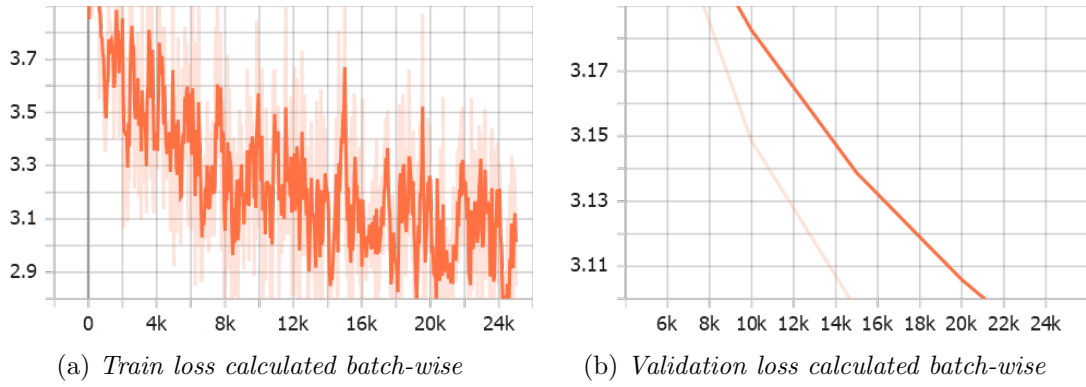 3.7
3.5
3.3
3.1
2.9
0 4k 8k 12k 16k 20k 24k
(a) Train loss calculated batch-wise
3.17
3.15
3.13
3.11
6k 8k 10k 12k 14k 16k 18k 20k 22k 24k
(b) Validation loss calculated batch-wise